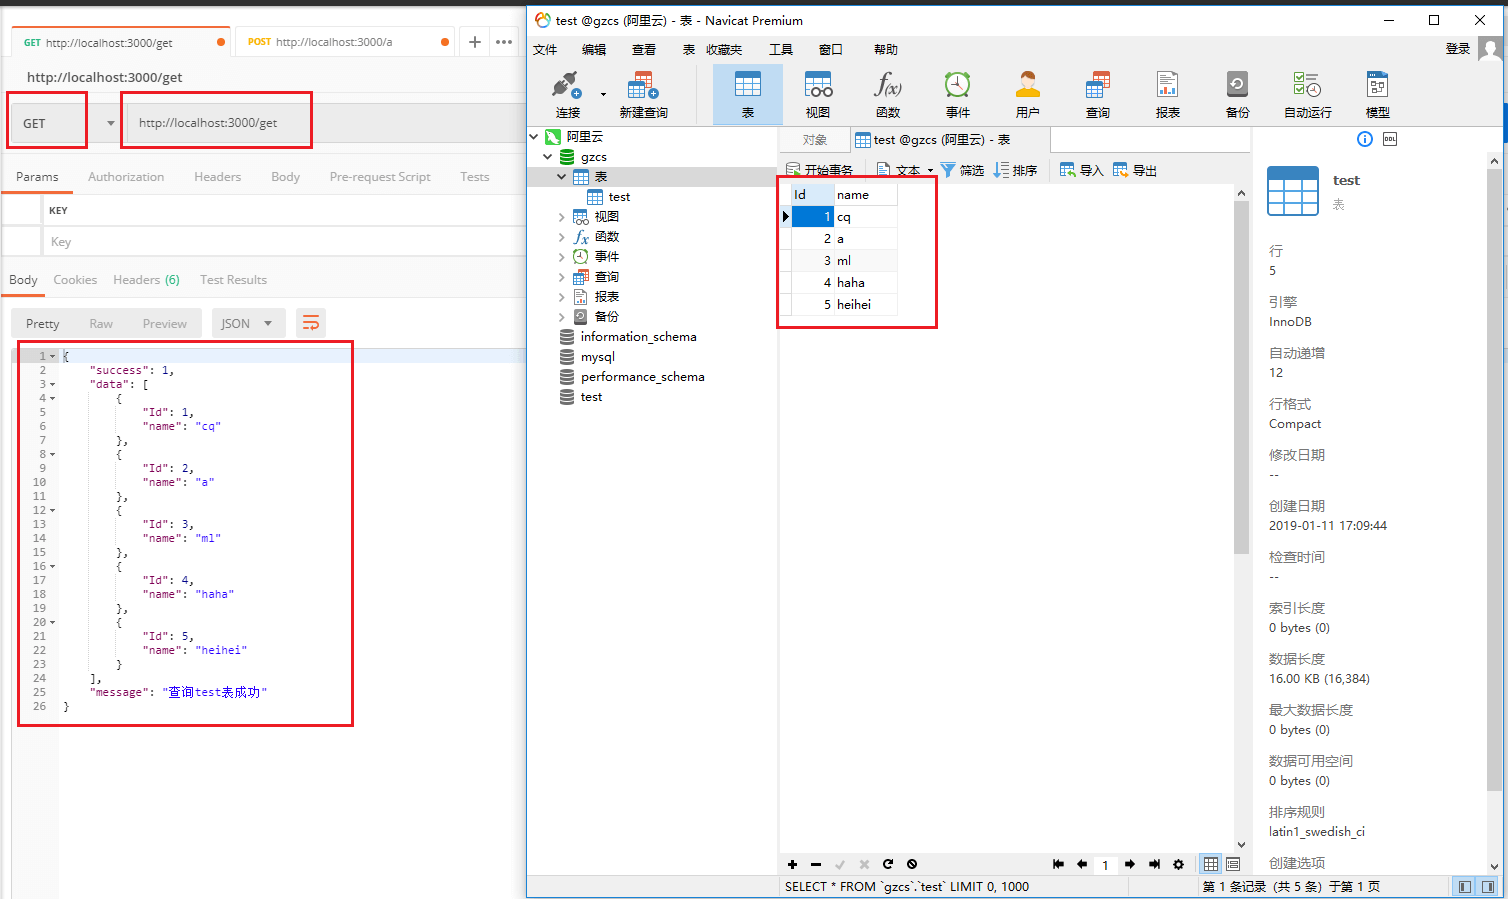 GET http://localhost:3000/get
POST http://localhost:3000/a
http://localhost:3000/get
GET
http://localhost:3000/get
Params Authorization Headers Body Pre-request Script Tests
KEY
Key
Body Cookies Headers (6) Test Results
Pretty Raw Preview JSON
1 {
2 "success": 1,
3 "data": [
4 {
5 "Id": 1,
6 "name": "cq"
7 },
8 {
9 "Id": 2,
10 "name": "a"
11 },
12 {
13 "Id": 3,
14 "name": "ml"
15 },
16 {
17 "Id": 4,
18 "name": "haha"
19 },
20 {
21 "Id": 5,
22 "name": "heihei"
23 }
24 ],
25 "message": "查询test表成功"
26 }
test @gzcs (阿里云) - 表 - Navicat Premium
文件 编辑 查看 表 收藏夹 工具 窗口 帮助 登录
连接 新建查询 表 视图 函数 事件 用户 查询 报表 备份 自动运行 模型
阿里云
gzcs
表
test
视图
函数
事件
查询
报表
备份
information_schema
mysql
performance_schema
test
对象 test @gzcs (阿里云) - 表
开始事务 文本 筛选 排序 导入 导出
Id name
1 cq
2 a
3 ml
4 haha
5 heihei
1
SELECT * FROM `gzcs`.`test` LIMIT 0, 1000
第 1 条记录 (共 5 条) 于第 1 页
DDL
test
表
行
5
引擎
InnoDB
自动递增
12
行格式
Compact
修改日期
--
创建日期
2019-01-11 17:09:44
检查时间
--
索引长度
0 bytes (0)
数据长度
16.00 KB (16,384)
最大数据长度
0 bytes (0)
数据可用空间
0 bytes (0)
排序规则
latin1_swedish_ci
创建选项